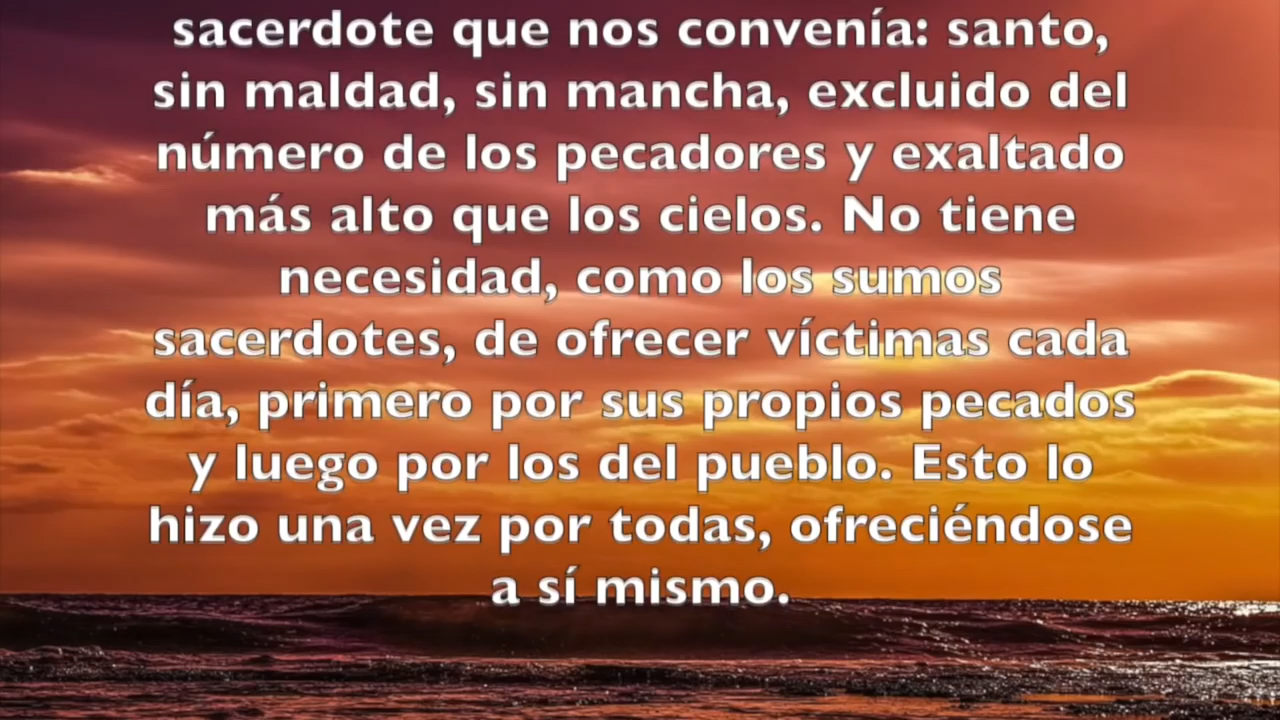 sacerdote que nos convenía: santo,
sin maldad, sin mancha, excluido del
número de los pecadores y exaltado
más alto que los cielos. No tiene
necesidad, como los sumos
sacerdotes, de ofrecer víctimas cada
día, primero por sus propios pecados
y luego por los del pueblo. Esto lo
hizo una vez por todas, ofreciéndose
a sí mismo.